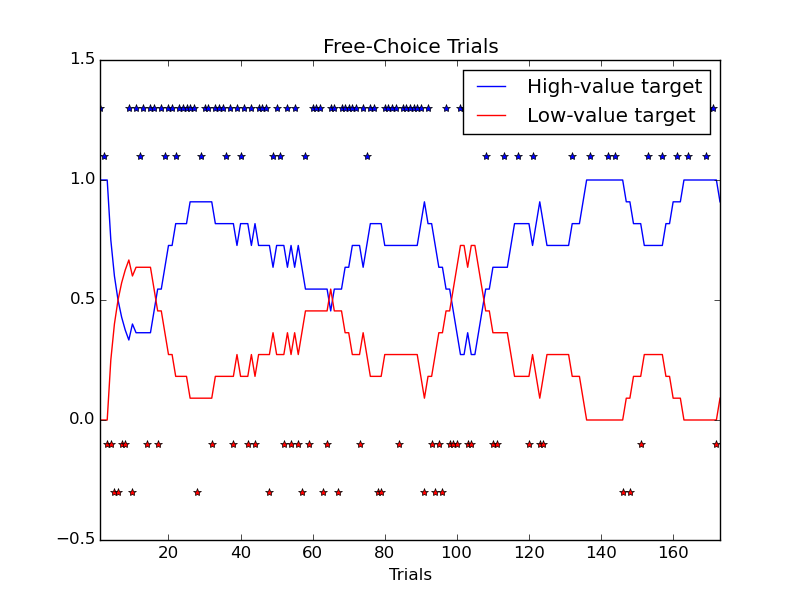 Free-Choice Trials
1.5
High-value target
Low-value target
1.0
0.5
0.0
−0.5
20 40 60 80 100 120 140 160
Trials